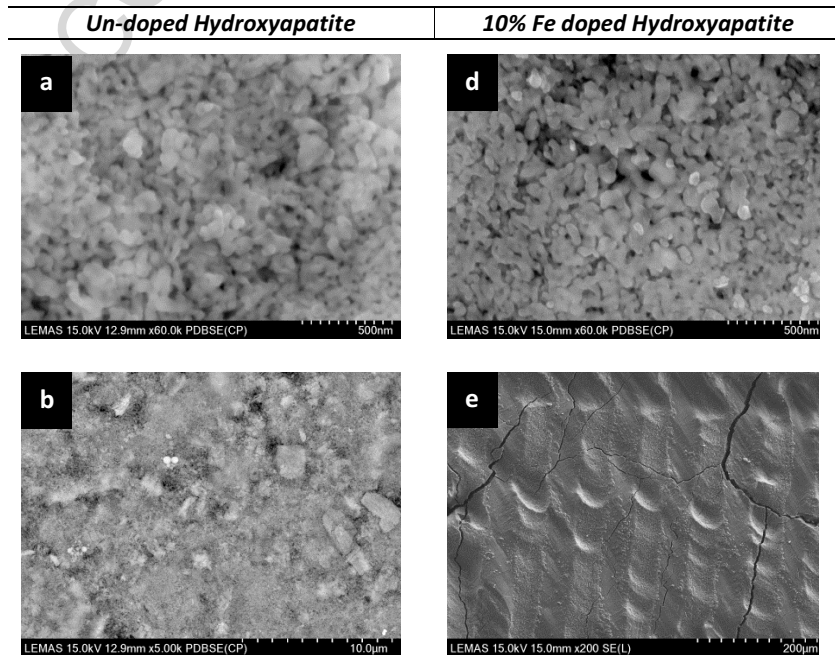 Un-doped Hydroxyapatite
10% Fe doped Hydroxyapatite
a
d
LEMAS 15.0kV 12.9mm x60.0k PDBSE(CP)
500nm
LEMAS 15.0kV 15.0mm x60.0k PDBSE(CP)
500nm
b
e
LEMAS 15.0kV 12.9mm x5.00k PDBSE(CP)
10.0µm
LEMAS 15.0kV 15.0mm x200 SE(L)
200µm